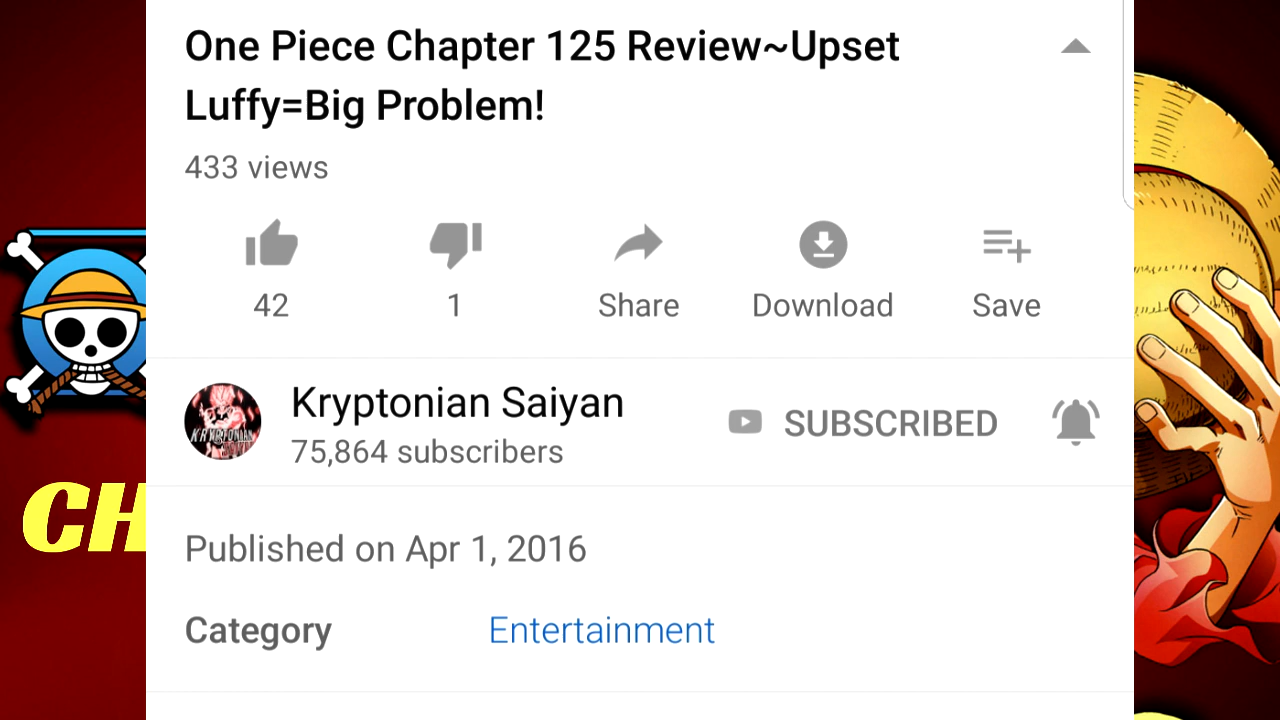 One Piece Chapter 125 Review~Upset
Luffy=Big Problem!
433 views
42
1
Share
Download
Save
Kryptonian Saiyan
75,864 subscribers
SUBSCRIBED
CH
Published on Apr 1, 2016
Category
Entertainment